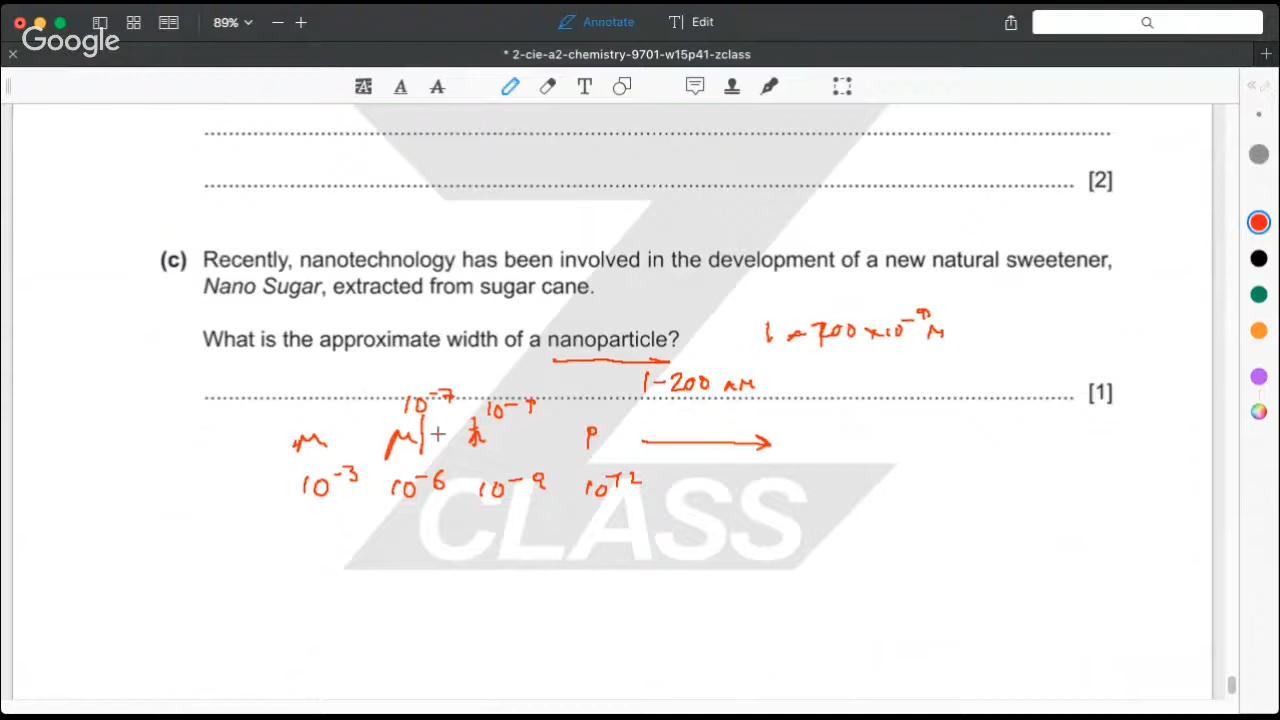 89%
Annotate
T Edit
Google
* 2-cie-a2-chemistry-9701-w15p41-zclass
[2]
(c) Recently, nanotechnology has been involved in the development of a new natural sweetener,
Nano Sugar, extracted from sugar cane.
What is the approximate width of a nanoparticle?
1-200 nm
[1]
10⁻⁷
μ
p
10⁻³
10⁻⁶
10⁻⁹
10⁻¹²
CLASS